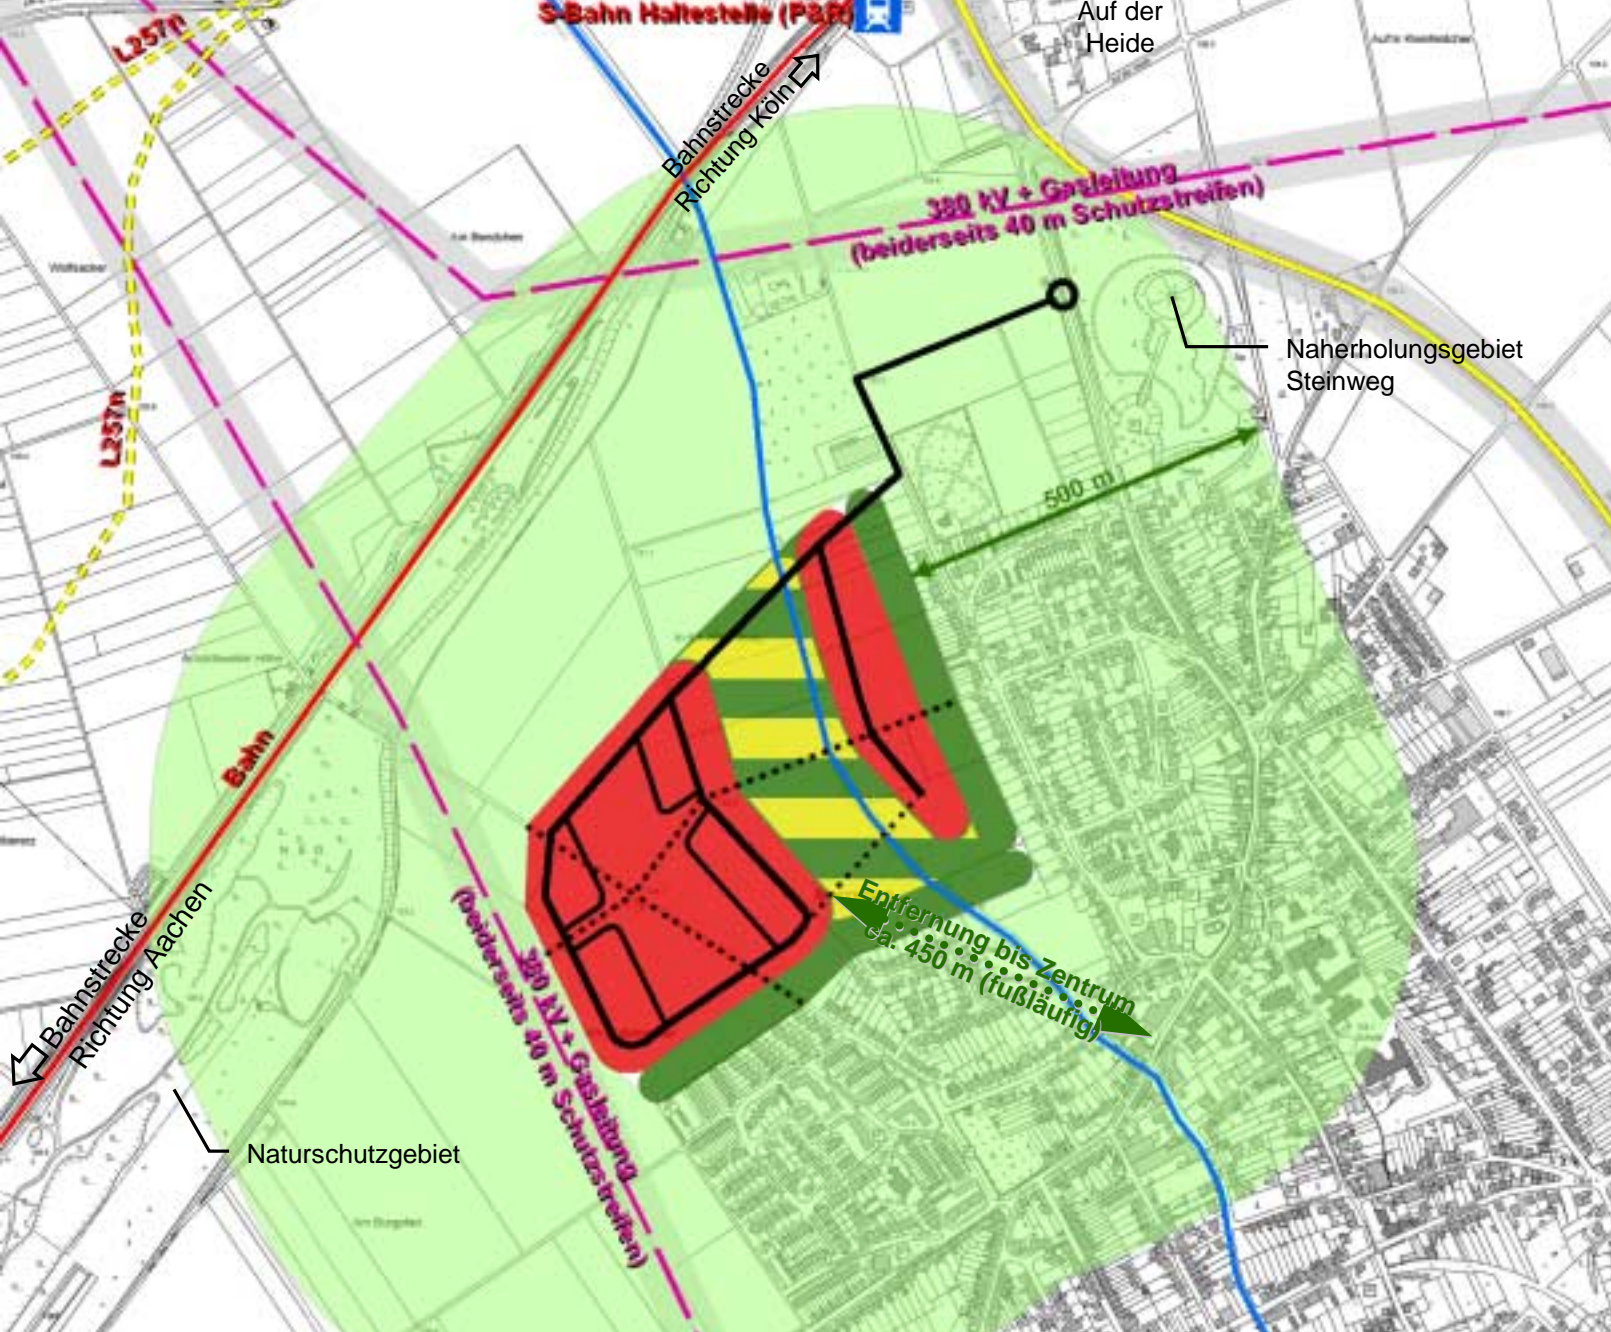 S-Bahn Haltestelle (P&R)
Auf der
Heide
L257n
Bahnstrecke
Richtung Köln
380 kV + Gasleitung
(beiderseits 40 m Schutzstreifen)
Naherholungsgebiet
Steinweg
L257n
500 m
Bahn
Entfernung bis Zentrum
ca. 450 m (fußläufig)
Bahnstrecke
Richtung Aachen
380 kV + Gasleitung
(beiderseits 40 m Schutzstreifen)
Naturschutzgebiet